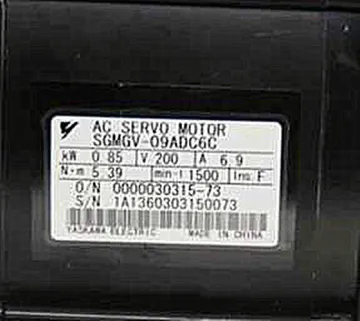 AC SERVO MOTOR
SGMGV-09ADC6C
kW 0.85 V 200 A 6.9
N·m 5.39 min-1 1500 Ins. F
O/N 0000030315-73
S/N 1A1360303150073
YASKAWA ELECTRIC MADE IN CHINA